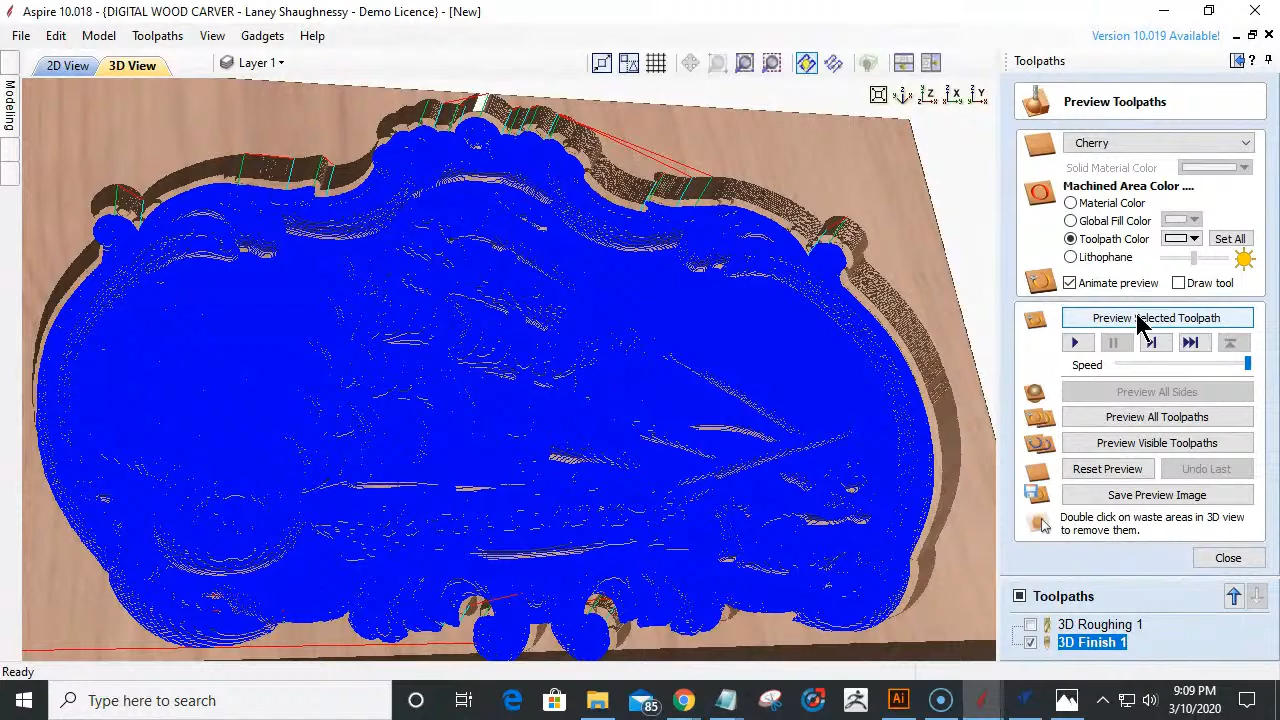 Aspire 10.018 - {DIGITAL WOOD CARVER - Laney Shaughnessy - Demo Licence} - [New]
File Edit Model Toolpaths View Gadgets Help
Version 10.019 Available!
2D View 3D View Layer 1
Toolpaths
Modeling
Z X Y
Preview Toolpaths
Cherry
Solid Material Color
Machined Area Color ....
Material Color
Global Fill Color
Toolpath Color Set All
Lithophane
Animate preview Draw tool
Preview Selected Toolpath
Speed
Preview All Sides
Preview All Toolpaths
Preview Visible Toolpaths
Reset Preview Undo Last
Save Preview Image
Double click on waste areas in 3D view
to remove them.
Close
Toolpaths
3D Roughing 1
3D Finish 1
Ready
Type here to search
85
Ai
9:09 PM
3/10/2020